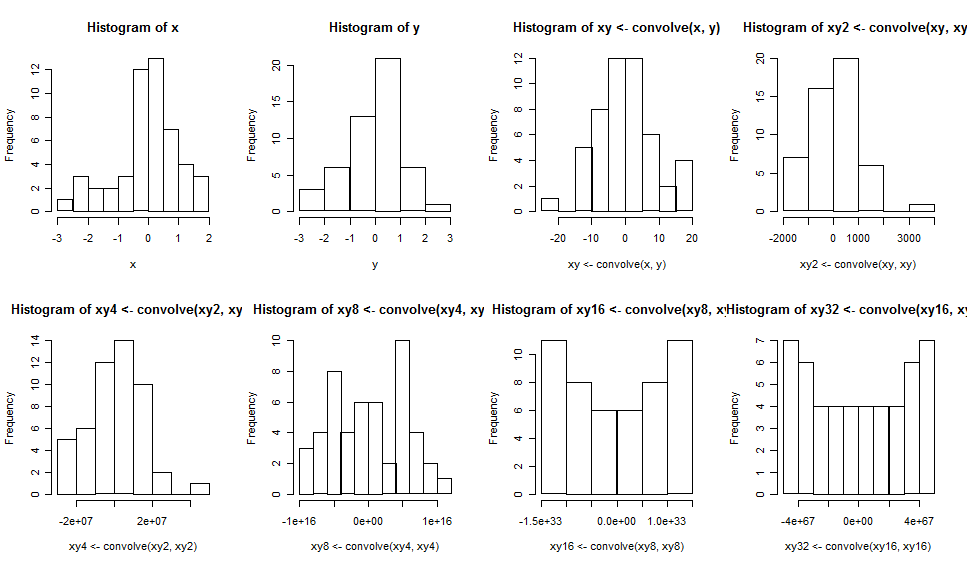 Histogram of x
Histogram of y
Histogram of xy <- convolve(x, y)
Histogram of xy2 <- convolve(xy, xy
Frequency
0 2 4 6 8 10 12
-3 -2 -1 0 1 2
x
Frequency
0 5 10 15 20
-3 -2 -1 0 1 2 3
y
Frequency
0 2 4 6 8 10 12
-20 -10 0 10 20
xy <- convolve(x, y)
Frequency
0 5 10 15 20
-2000 0 1000 3000
xy2 <- convolve(xy, xy)
Histogram of xy4 <- convolve(xy2, xy
Histogram of xy8 <- convolve(xy4, xy
Histogram of xy16 <- convolve(xy8, xy
Histogram of xy32 <- convolve(xy16, xy
Frequency
0 2 4 6 8 10 12 14
-2e+07 2e+07
xy4 <- convolve(xy2, xy2)
Frequency
0 2 4 6 8 10
-1e+16 0e+00 1e+16
xy8 <- convolve(xy4, xy4)
Frequency
0 2 4 6 8 10
-1.5e+33 0.0e+00 1.0e+33
xy16 <- convolve(xy8, xy8)
Frequency
0 1 2 3 4 5 6 7
-4e+67 0e+00 4e+67
xy32 <- convolve(xy16, xy16)